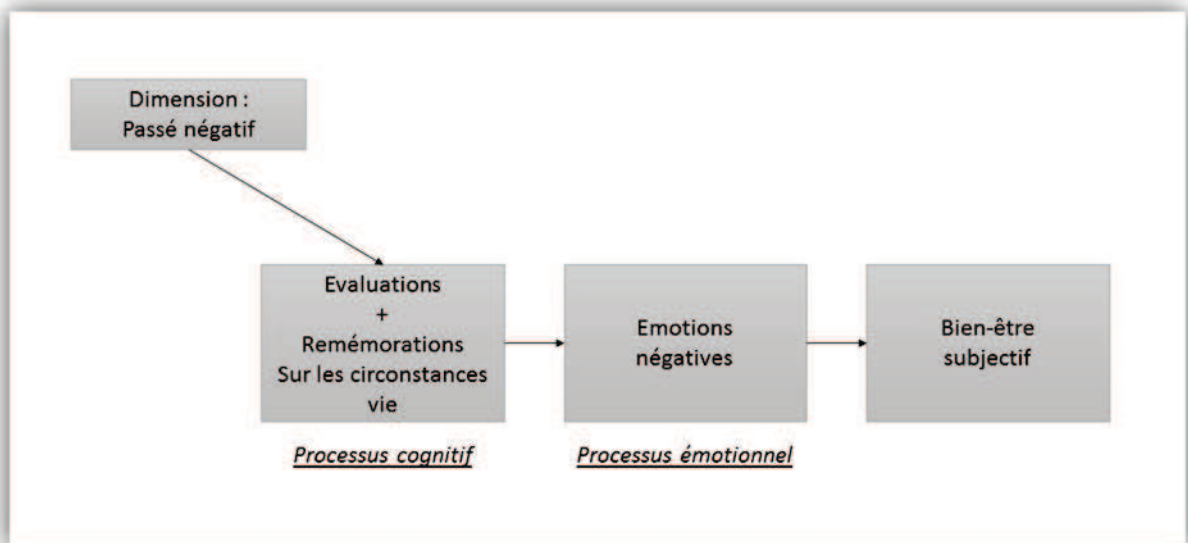 Dimension :
Passé négatif
Evaluations
+
Remémorations
Sur les circonstances
vie
Emotions
négatives
Bien-être
subjectif
Processus cognitif
Processus émotionnel